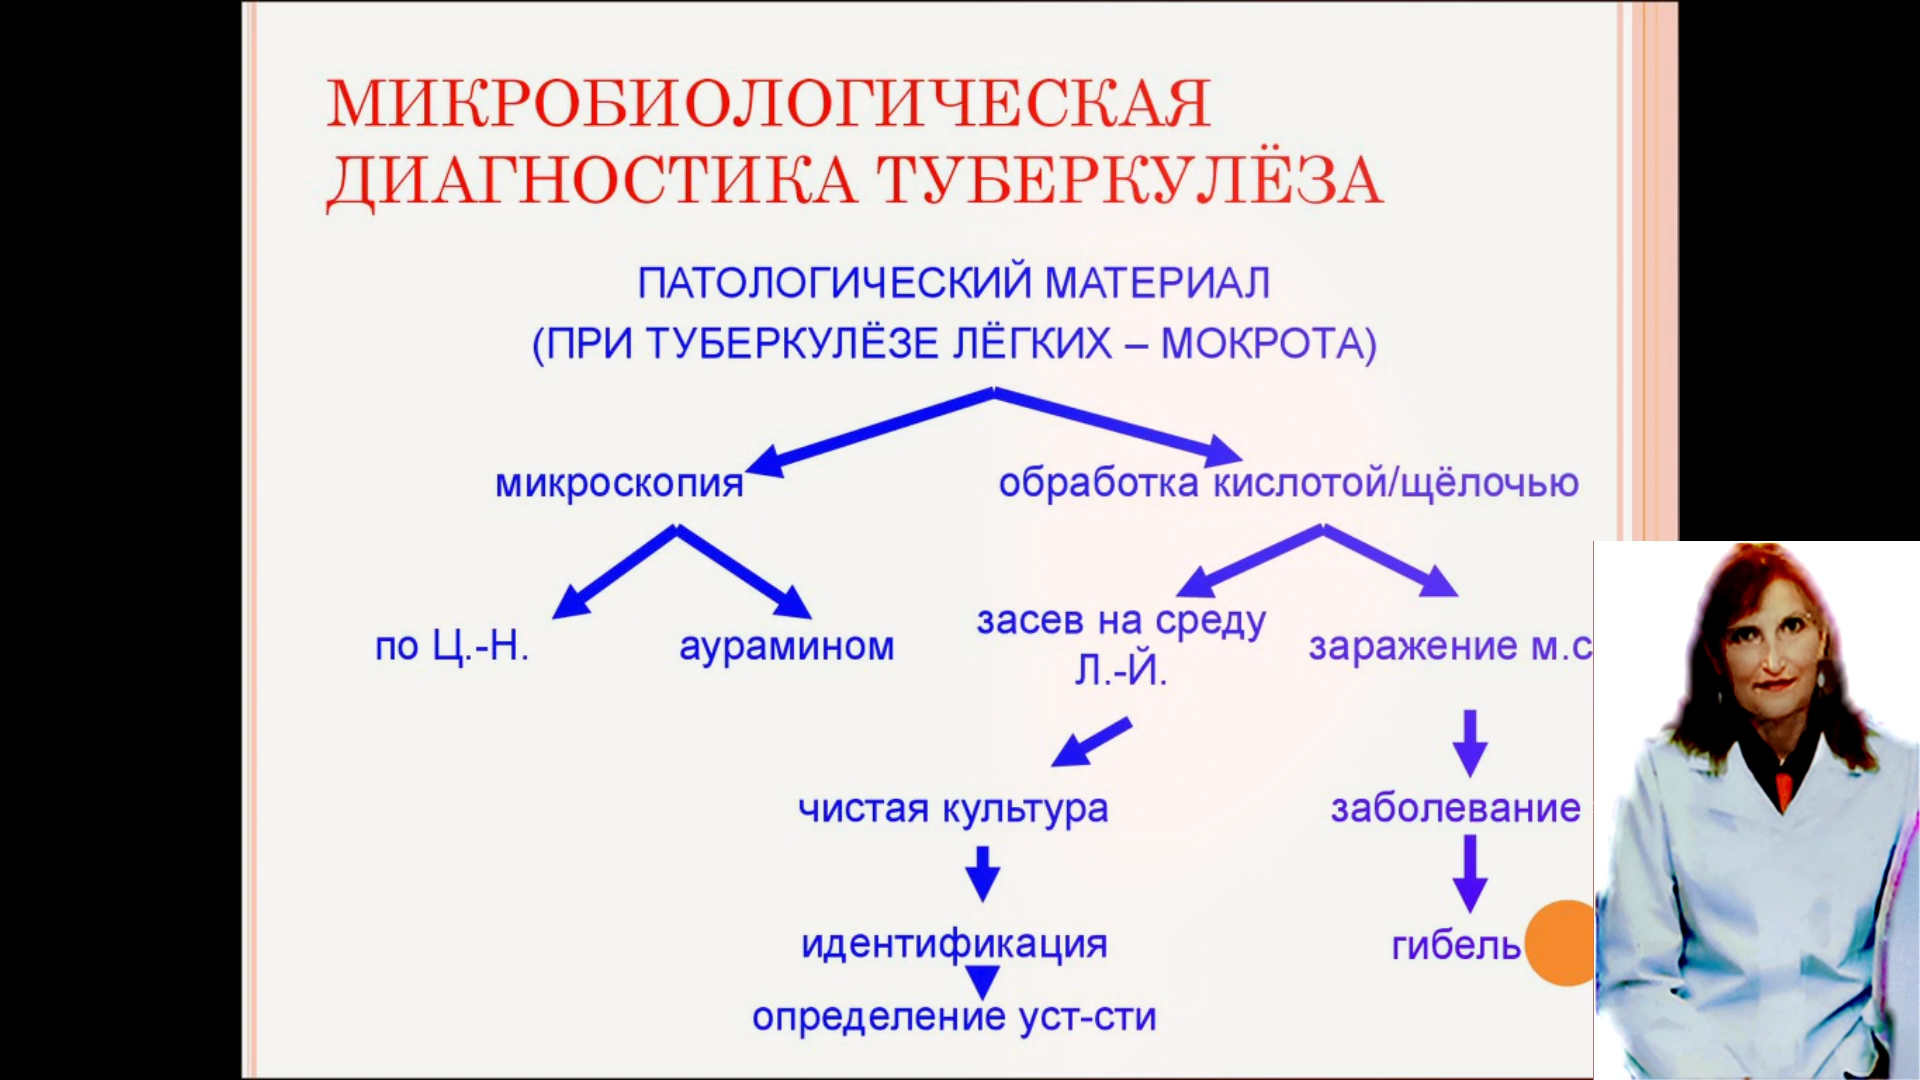 МИКРОБИОЛОГИЧЕСКАЯ
ДИАГНОСТИКА ТУБЕРКУЛЁЗА
ПАТОЛОГИЧЕСКИЙ МАТЕРИАЛ
(ПРИ ТУБЕРКУЛЁЗЕ ЛЁГКИХ – МОКРОТА)
микроскопия
обработка кислотой/щёлочью
по Ц.-Н.
аурамином
засев на среду
Л.-Й.
заражение м.с
чистая культура
заболевание
идентификация
гибель
определение уст-сти